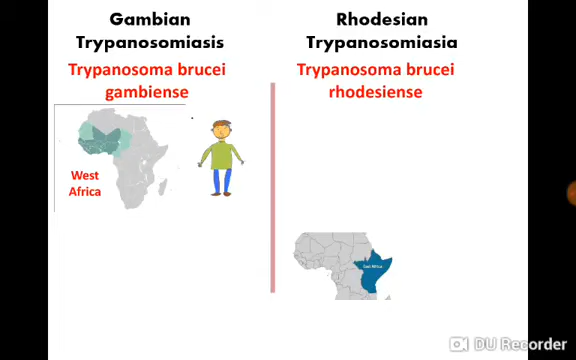 Gambian
Trypanosomiasis
Trypanosoma brucei
gambiense
West
Africa
Rhodesian
Trypanosomiasia
Trypanosoma brucei
rhodesiense
East Africa
DU Recorder